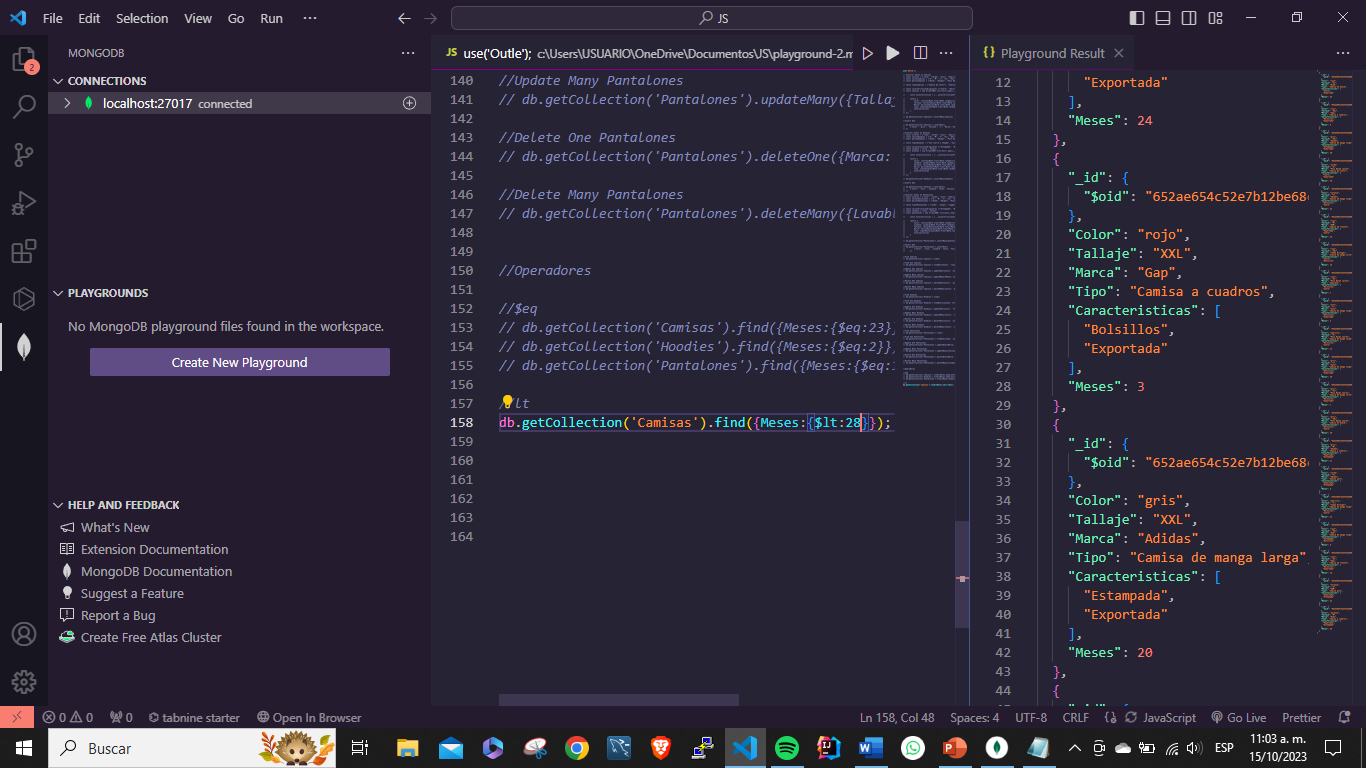 File Edit Selection View Go Run ···
JS
MONGODB
CONNECTIONS
localhost:27017 connected
PLAYGROUNDS
No MongoDB playground files found in the workspace.
Create New Playground
HELP AND FEEDBACK
What's New
Extension Documentation
MongoDB Documentation
Suggest a Feature
Report a Bug
Create Free Atlas Cluster
2
JS use('Outle'); c:\Users\USUARIO\OneDrive\Documentos\JS\playground-2.m
140 //Update Many Pantalones
141 // db.getCollection('Pantalones').updateMany({Talla
142
143 //Delete One Pantalones
144 // db.getCollection('Pantalones').deleteOne({Marca:
145
146 //Delete Many Pantalones
147 // db.getCollection('Pantalones').deleteMany({Lavab
148
149
150 //Operadores
151
152 //$eq
153 // db.getCollection('Camisas').find({Meses:{$eq:23}}
154 // db.getCollection('Hoodies').find({Meses:{$eq:2}}
155 // db.getCollection('Pantalones').find({Meses:{$eq:
156
157 lt
158 db.getCollection('Camisas').find({Meses:{$lt:28}});
159
160
161
162
163
164
{} Playground Result
12 "Exportada"
13 ],
14 "Meses": 24
15 },
16 {
17 "_id": {
18 "$oid": "652ae654c52e7b12be68
19 },
20 "Color": "rojo",
21 "Tallaje": "XXL",
22 "Marca": "Gap",
23 "Tipo": "Camisa a cuadros",
24 "Caracteristicas": [
25 "Bolsillos",
26 "Exportada"
27 ],
28 "Meses": 3
29 },
30 {
31 "_id": {
32 "$oid": "652ae654c52e7b12be68
33 },
34 "Color": "gris",
35 "Tallaje": "XXL",
36 "Marca": "Adidas",
37 "Tipo": "Camisa de manga larga"
38 "Caracteristicas": [
39 "Estampada",
40 "Exportada"
41 ],
42 "Meses": 20
43 },
44 {
0 0 0 tabnine starter Open In Browser Ln 158, Col 48 Spaces: 4 UTF-8 CRLF {} JavaScript Go Live Prettier
Buscar
ESP
11:03 a. m.
15/10/2023